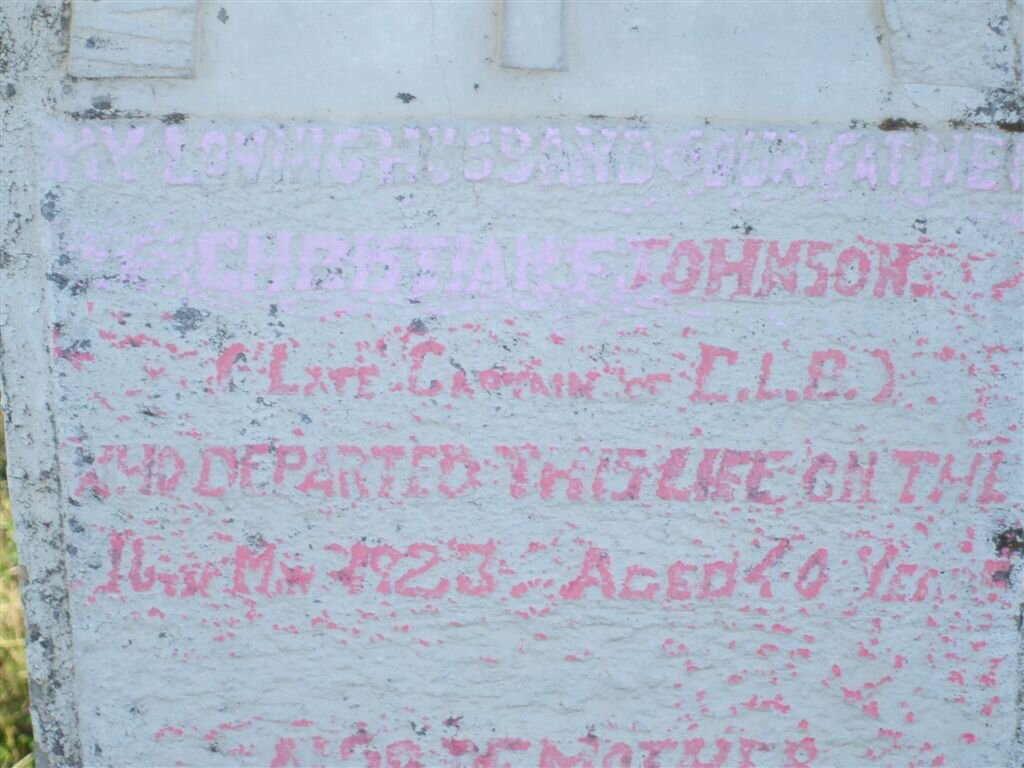 MY LOVING HUSBAND & OUR FATHER
CHRISTIAN F JOHNSON
(LATE CAPTAIN OF C.L.B.)
WHO DEPARTED THIS LIFE ON THE
MAY 1923 AGED 40 YEARS
MOTHER